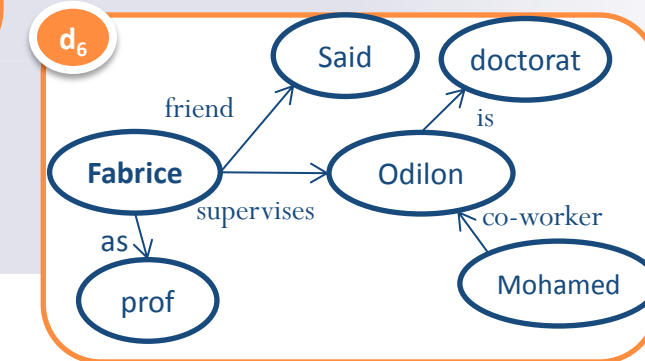 d₆
Said
doctorat
friend
is
Fabrice
Odilon
supervises
co-worker
as
Mohamed
prof